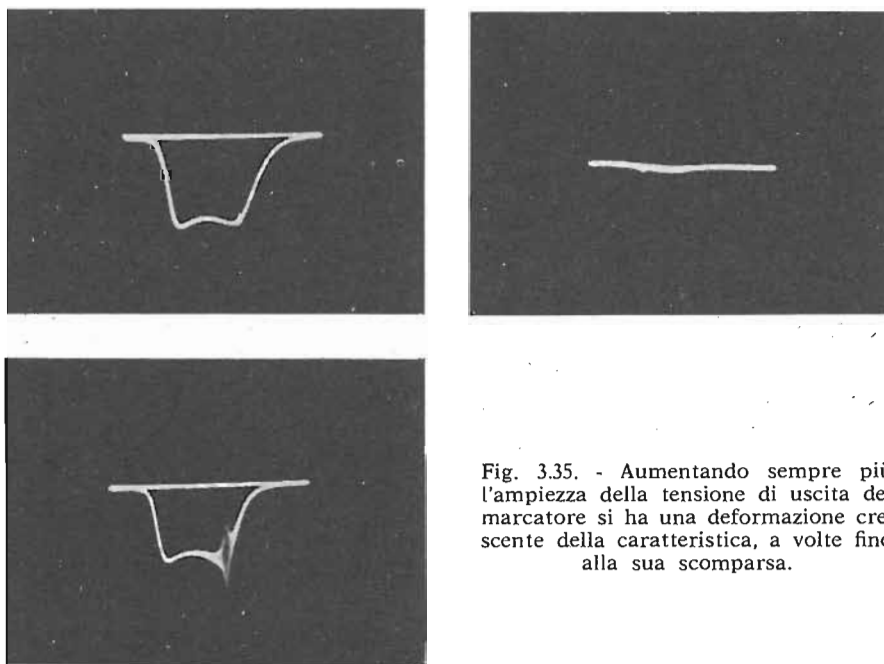 Fig. 3.35. - Aumentando sempre più
l'ampiezza della tensione di uscita de
marcatore si ha una deformazione cre
scente della caratteristica, a volte fino
alla sua scomparsa.